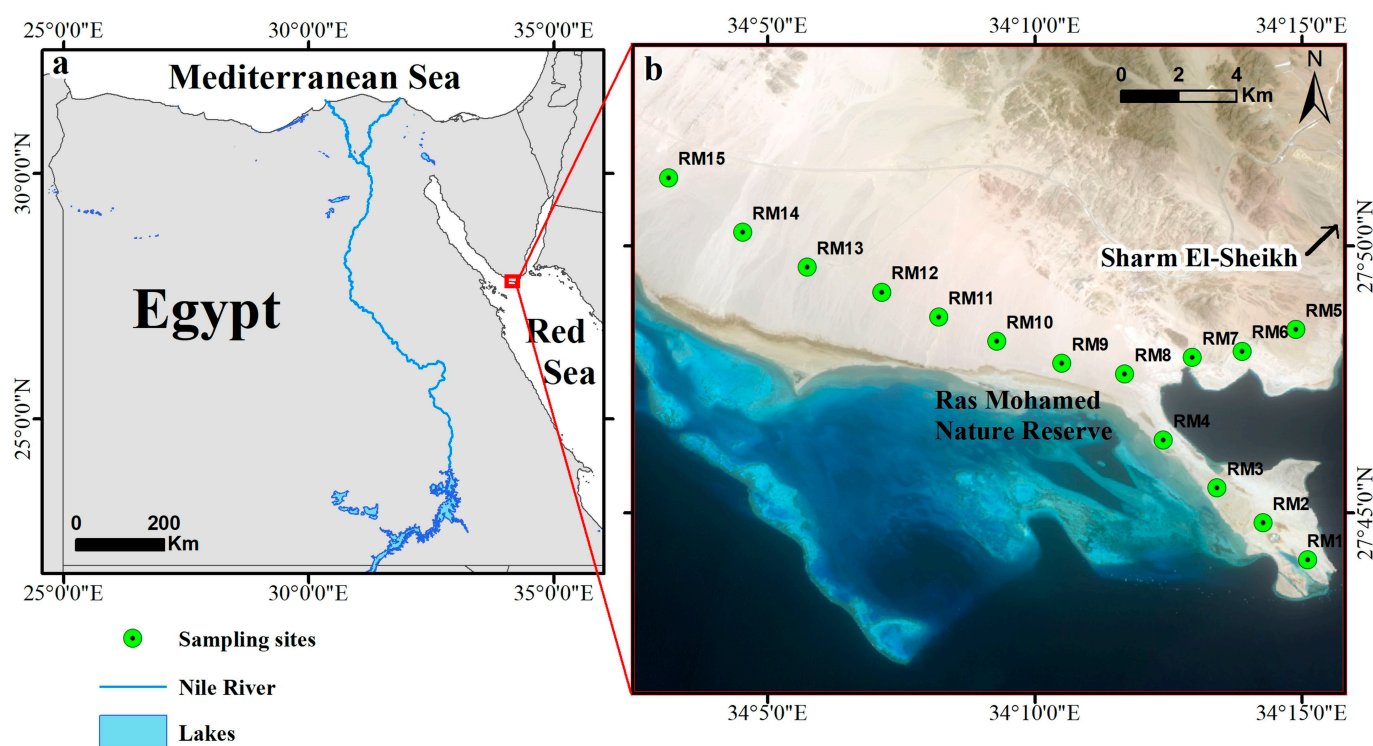 25°0'0"E
30°0'0"E
35°0'0"E
a
Mediterranean Sea
30°0'0"N
25°0'0"N
Egypt
Red
Sea
0 200
Km
25°0'0"E
30°0'0"E
35°0'0"E
Sampling sites
Nile River
Lakes
34°5'0"E
34°10'0"E
34°15'0"E
b
0 2 4
Km
N
RM15
RM14
RM13
RM12
RM11
RM10
RM9
RM8
RM7
RM6
RM5
Sharm El-Sheikh
27°50'0"N
Ras Mohamed
Nature Reserve
RM4
RM3
RM2
RM1
27°45'0"N
34°5'0"E
34°10'0"E
34°15'0"E